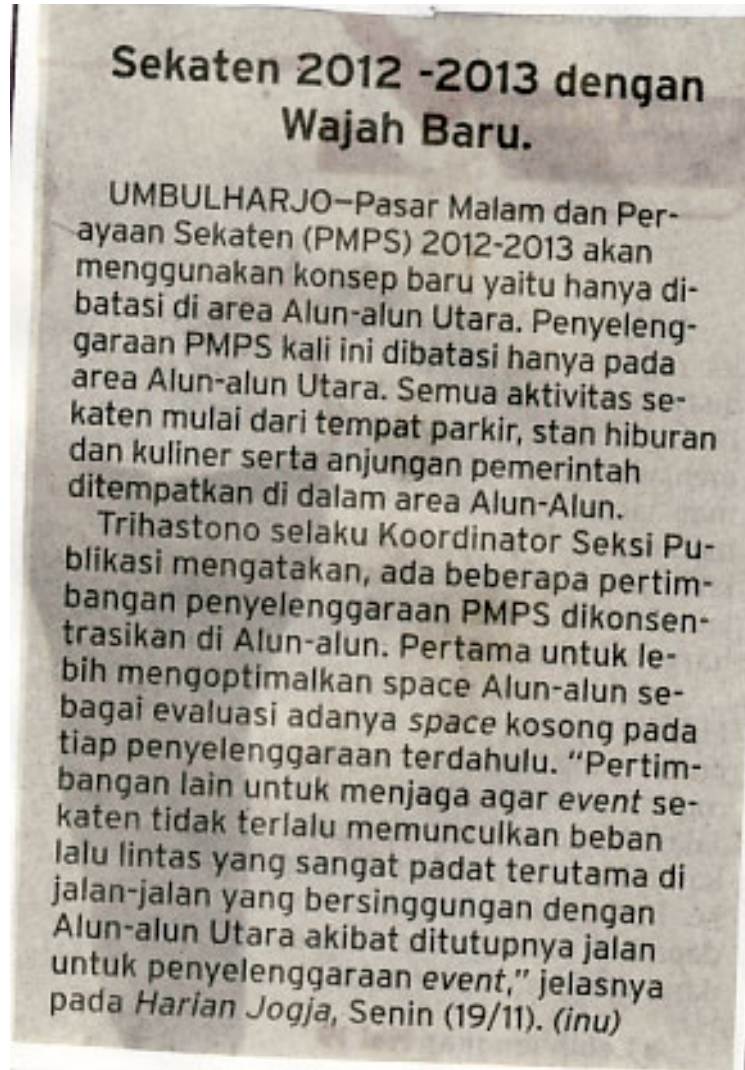 Sekaten 2012 -2013 dengan
Wajah Baru.
UMBULHARJO—Pasar Malam dan Per-
ayaan Sekaten (PMPS) 2012-2013 akan
menggunakan konsep baru yaitu hanya di-
batasi di area Alun-alun Utara. Penyeleng-
garaan PMPS kali ini dibatasi hanya pada
area Alun-alun Utara. Semua aktivitas se-
katen mulai dari tempat parkir, stan hiburan
dan kuliner serta anjungan pemerintah
ditempatkan di dalam area Alun-Alun.
Trihastono selaku Koordinator Seksi Pu-
blikasi mengatakan, ada beberapa pertim-
bangan penyelenggaraan PMPS dikonsen-
trasikan di Alun-alun. Pertama untuk le-
bih mengoptimalkan space Alun-alun se-
bagai evaluasi adanya space kosong pada
tiap penyelenggaraan terdahulu. “Pertim-
bangan lain untuk menjaga agar event se-
katen tidak terlalu memunculkan beban
lalu lintas yang sangat padat terutama di
jalan-jalan yang bersinggungan dengan
Alun-alun Utara akibat ditutupnya jalan
untuk penyelenggaraan event,” jelasnya
pada Harian Jogja, Senin (19/11). (inu)